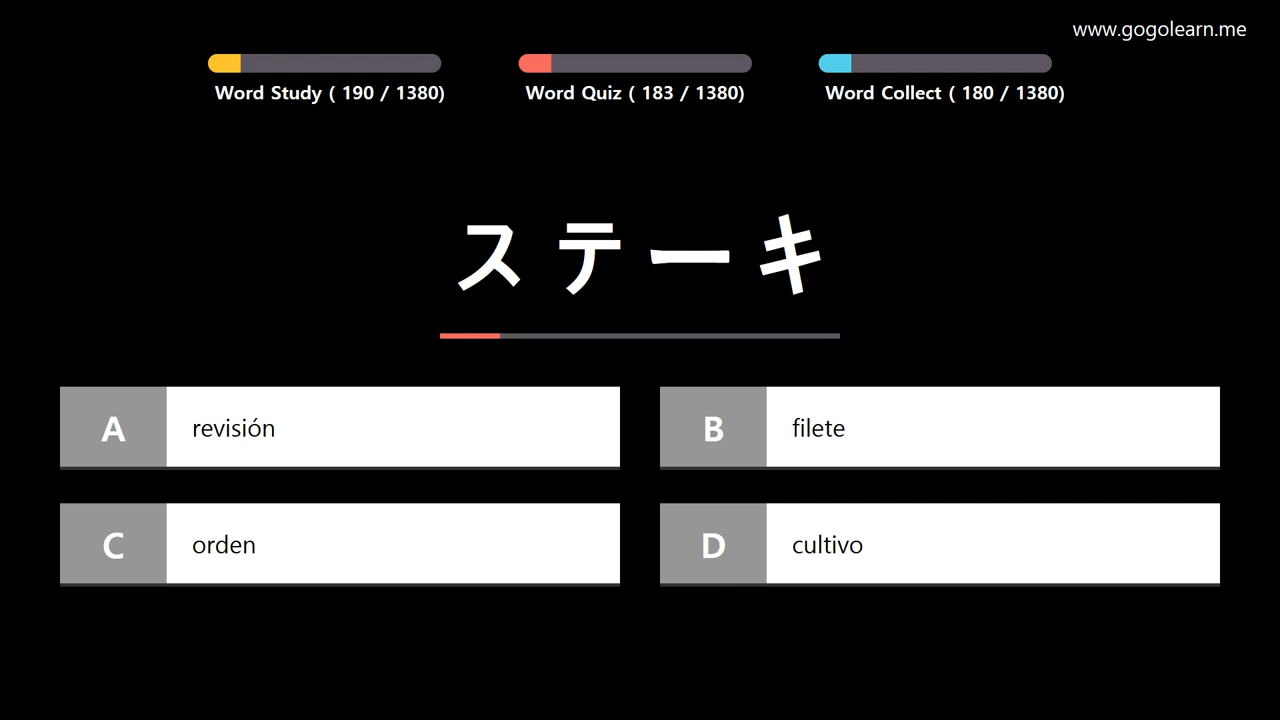 www.gogolearn.me
Word Study ( 190 / 1380)
Word Quiz ( 183 / 1380)
Word Collect ( 180 / 1380)
ステーキ
A revisión
B filete
C orden
D cultivo